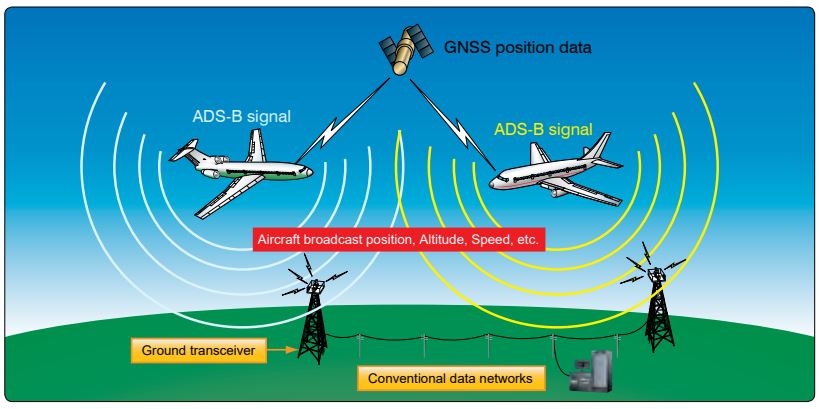 GNSS position data
ADS-B signal
ADS-B signal
Aircraft broadcast position, Altitude, Speed, etc.
Ground transceiver
Conventional data networks